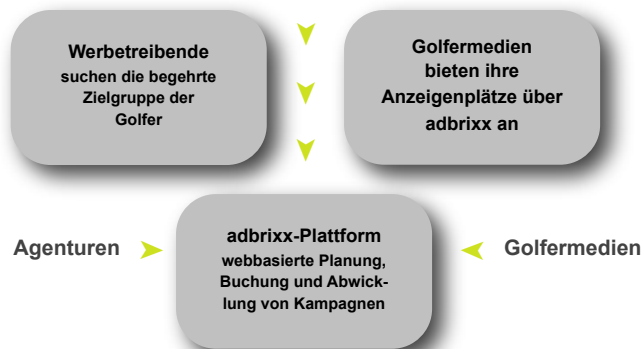 Werbetreibende
suchen die begehrte
Zielgruppe der
Golfer
Golfermedien
bieten ihre
Anzeigenplätze über
adbrixx an
Agenturen
adbrixx-Plattform
webbasierte Planung,
Buchung und Abwick-
lung von Kampagnen
Golfermedien